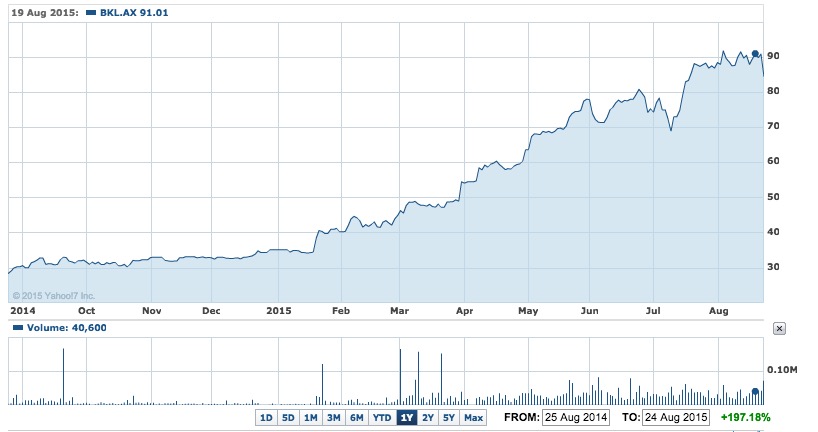 19 Aug 2015: BKL.AX 91.01
90
80
70
60
50
40
30
© 2015 Yahoo!7 Inc.
2014 Oct Nov Dec 2015 Feb Mar Apr May Jun Jul Aug
Volume: 40,600 x
0.10M
1D 5D 1M 3M 6M YTD 1Y 2Y 5Y Max FROM: 25 Aug 2014 TO: 24 Aug 2015 +197.18%